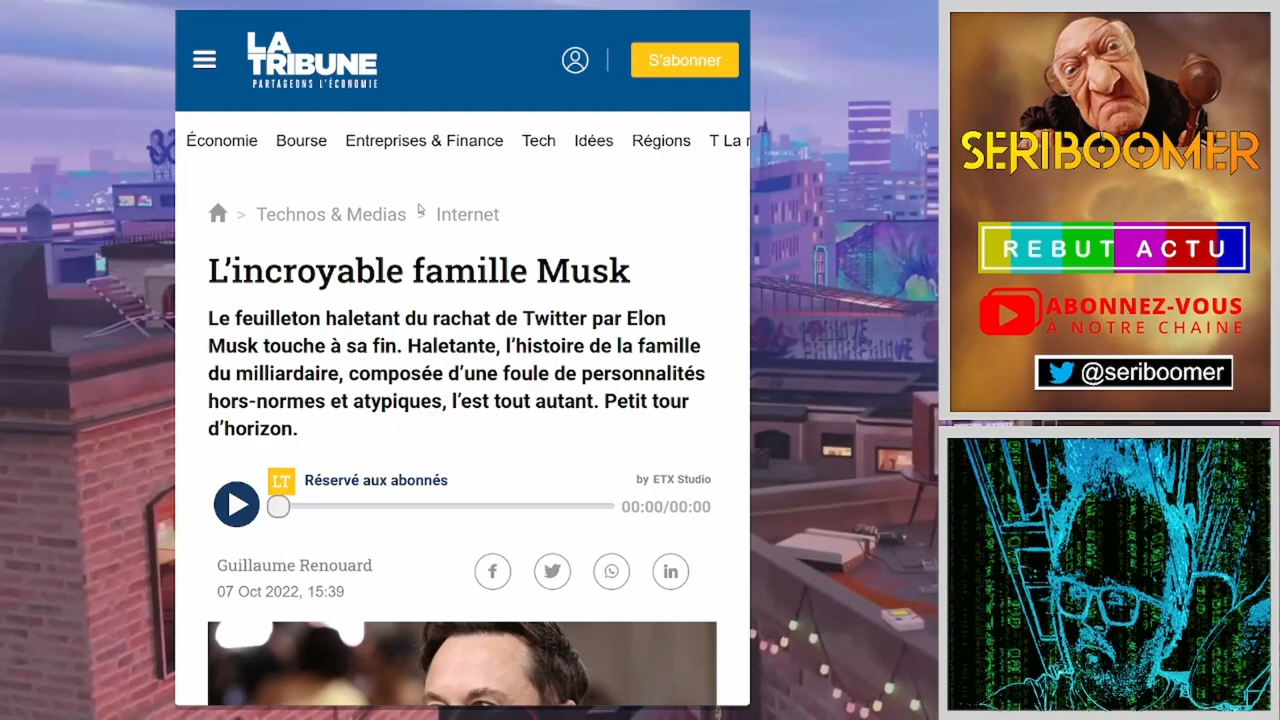 LA
TRIBUNE
PARTAGEONS L'ÉCONOMIE
S'abonner
Économie Bourse Entreprises & Finance Tech Idées Régions T La
> Technos & Medias Internet
L'incroyable famille Musk
Le feuilleton haletant du rachat de Twitter par Elon
Musk touche à sa fin. Haletante, l'histoire de la famille
du milliardaire, composée d'une foule de personnalités
hors-normes et atypiques, l'est tout autant. Petit tour
d'horizon.
LT Réservé aux abonnés
by ETX Studio
00:00/00:00
Guillaume Renouard
07 Oct 2022, 15:39
SERIBOOMER
REBUT ACTU
ABONNEZ-VOUS
À NOTRE CHAINE
@seriboomer